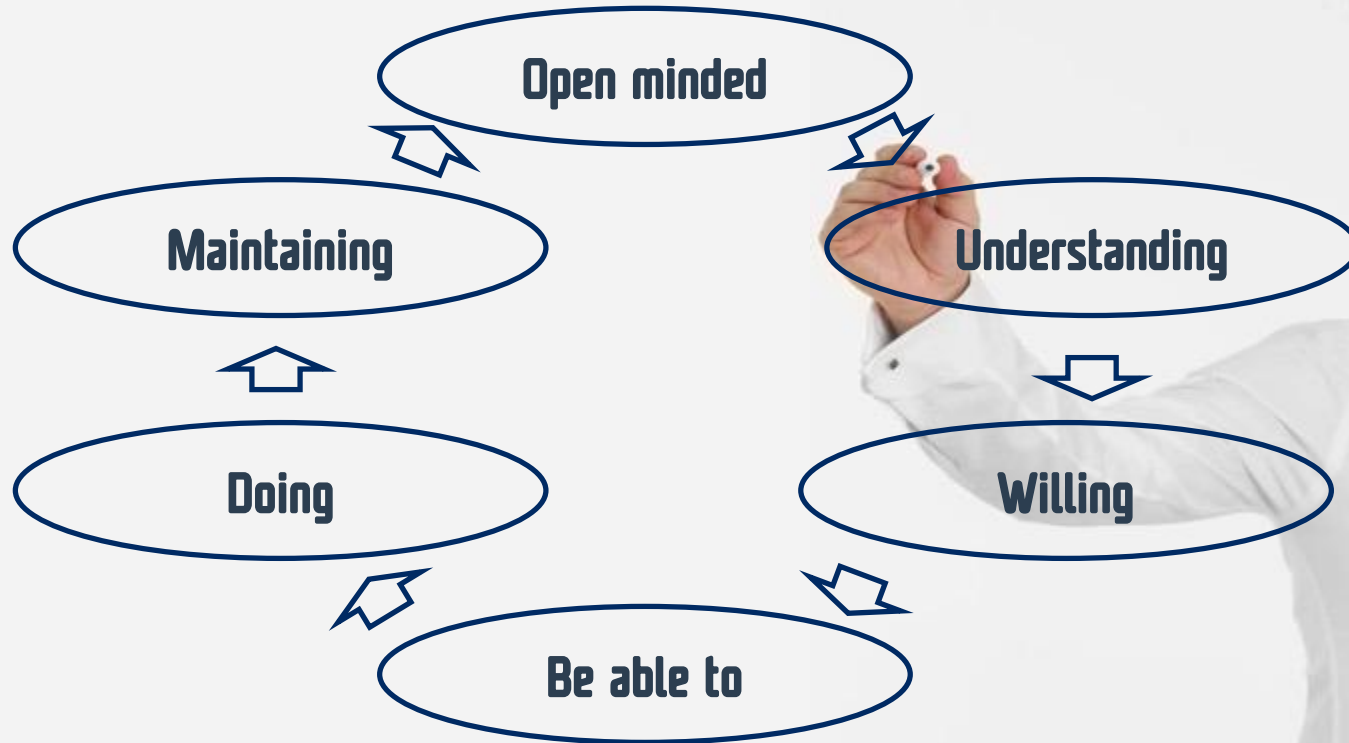 Open minded
Understanding
Willing
Be able to
Doing
Maintaining